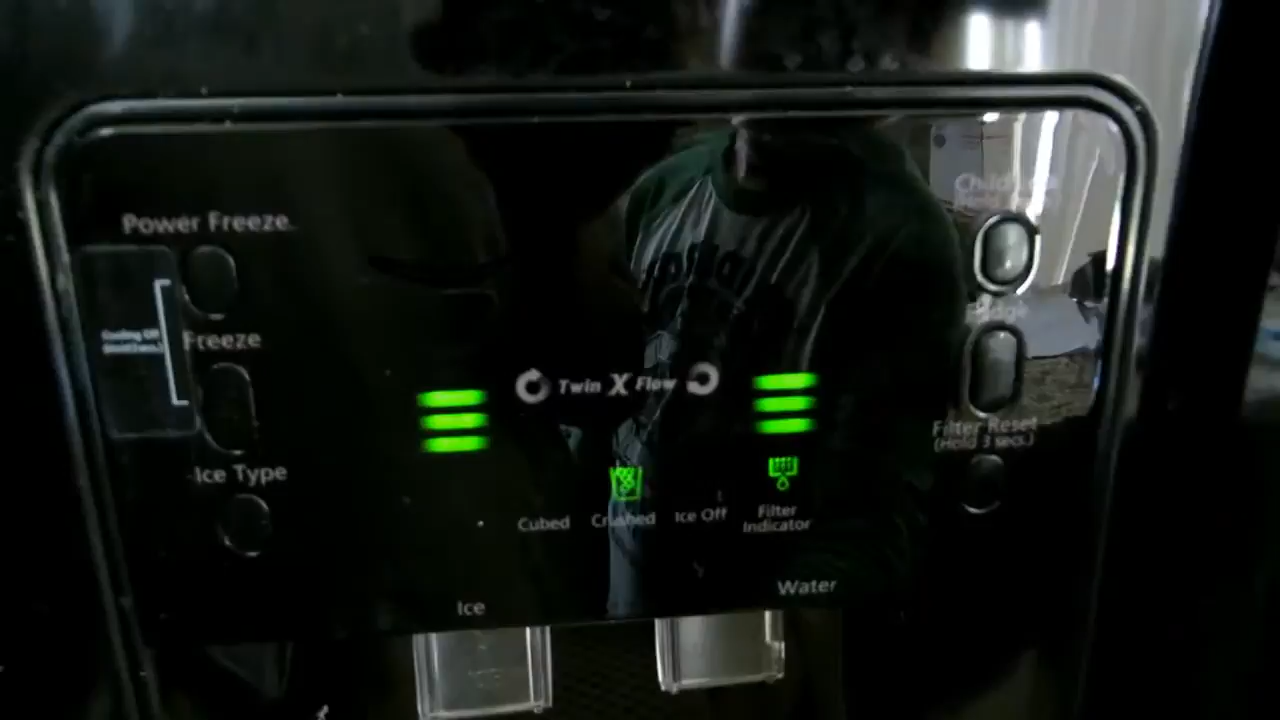 Power Freeze
Child
Freeze
Twin X Flow
Filter Reset
(Hold 3 secs.)
Ice Type
Cubed
Crushed
Ice Off
Filter
Indicator
Ice
Water